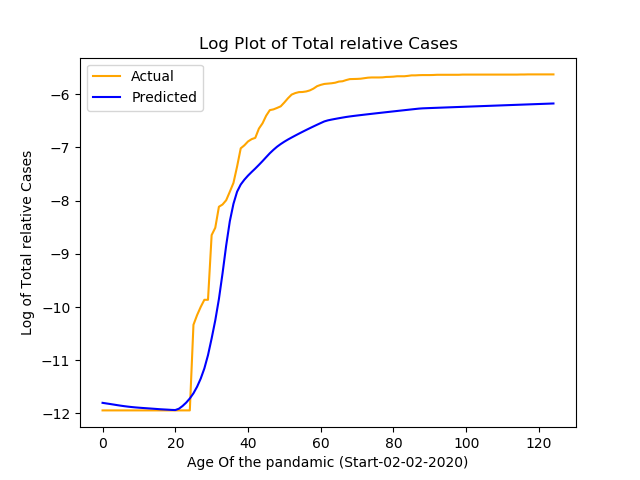 Log Plot of Total relative Cases
Actual
Predicted
Log of Total relative Cases
−6
−7
−8
−9
−10
−11
−12
0 20 40 60 80 100 120
Age Of the pandamic (Start-02-02-2020)